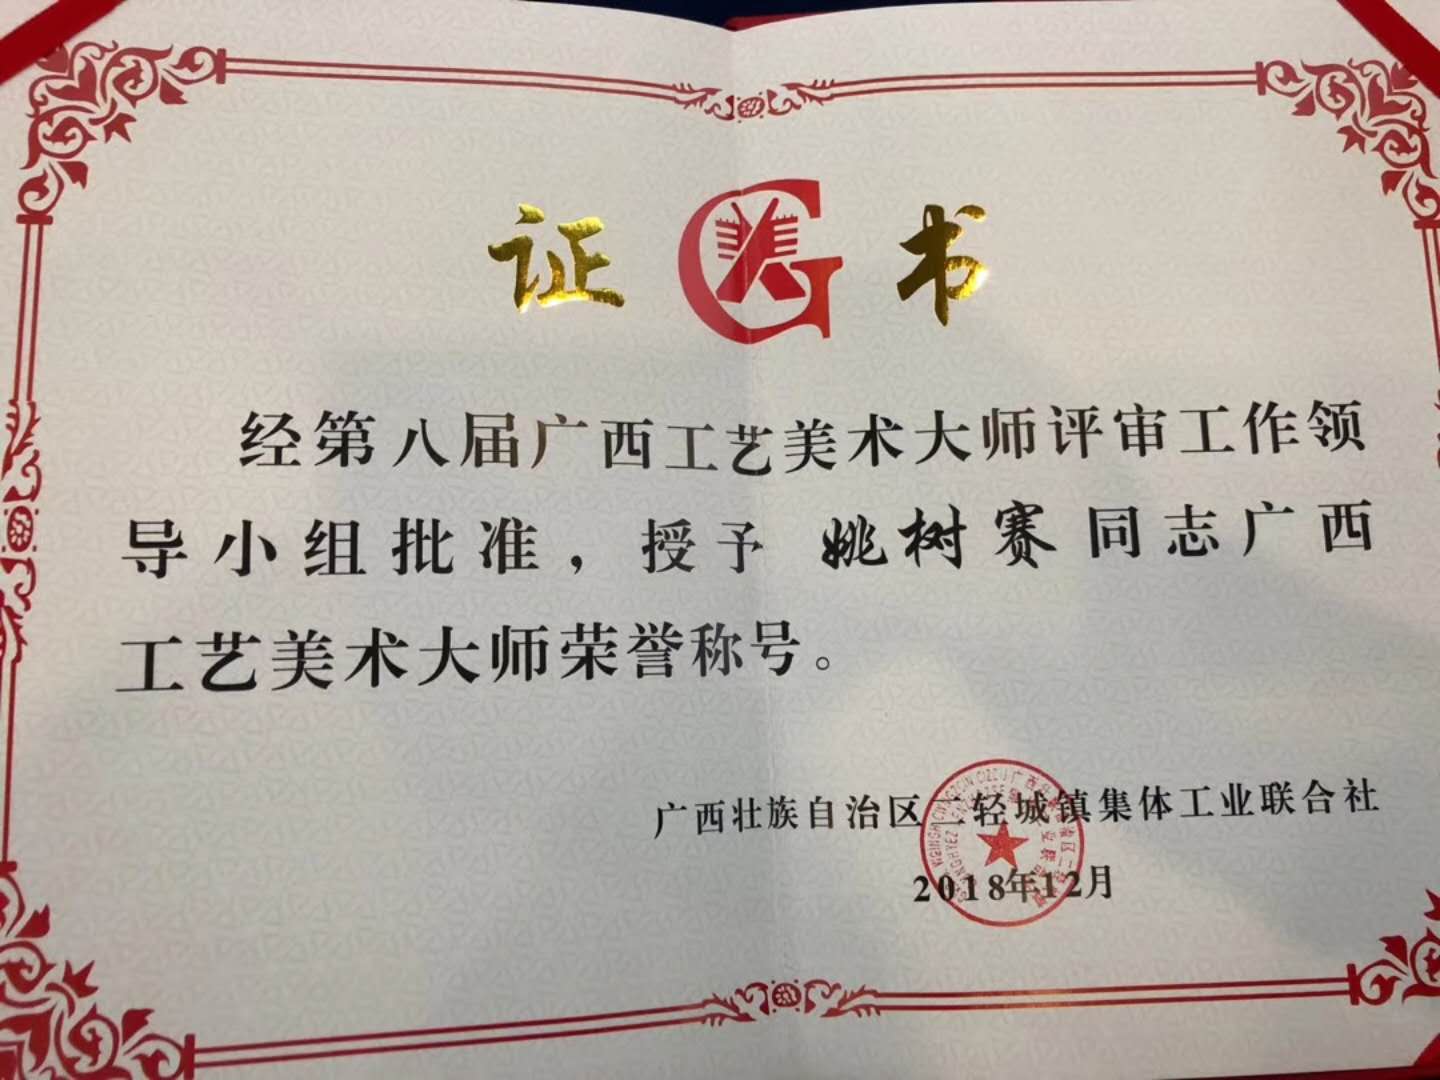 证书
经第八届广西工艺美术大师评审工作领
导小组批准，授予 姚树赛 同志广西
工艺美术大师荣誉称号。
广西壮族自治区二轻城镇集体工业联合社
2018年12月